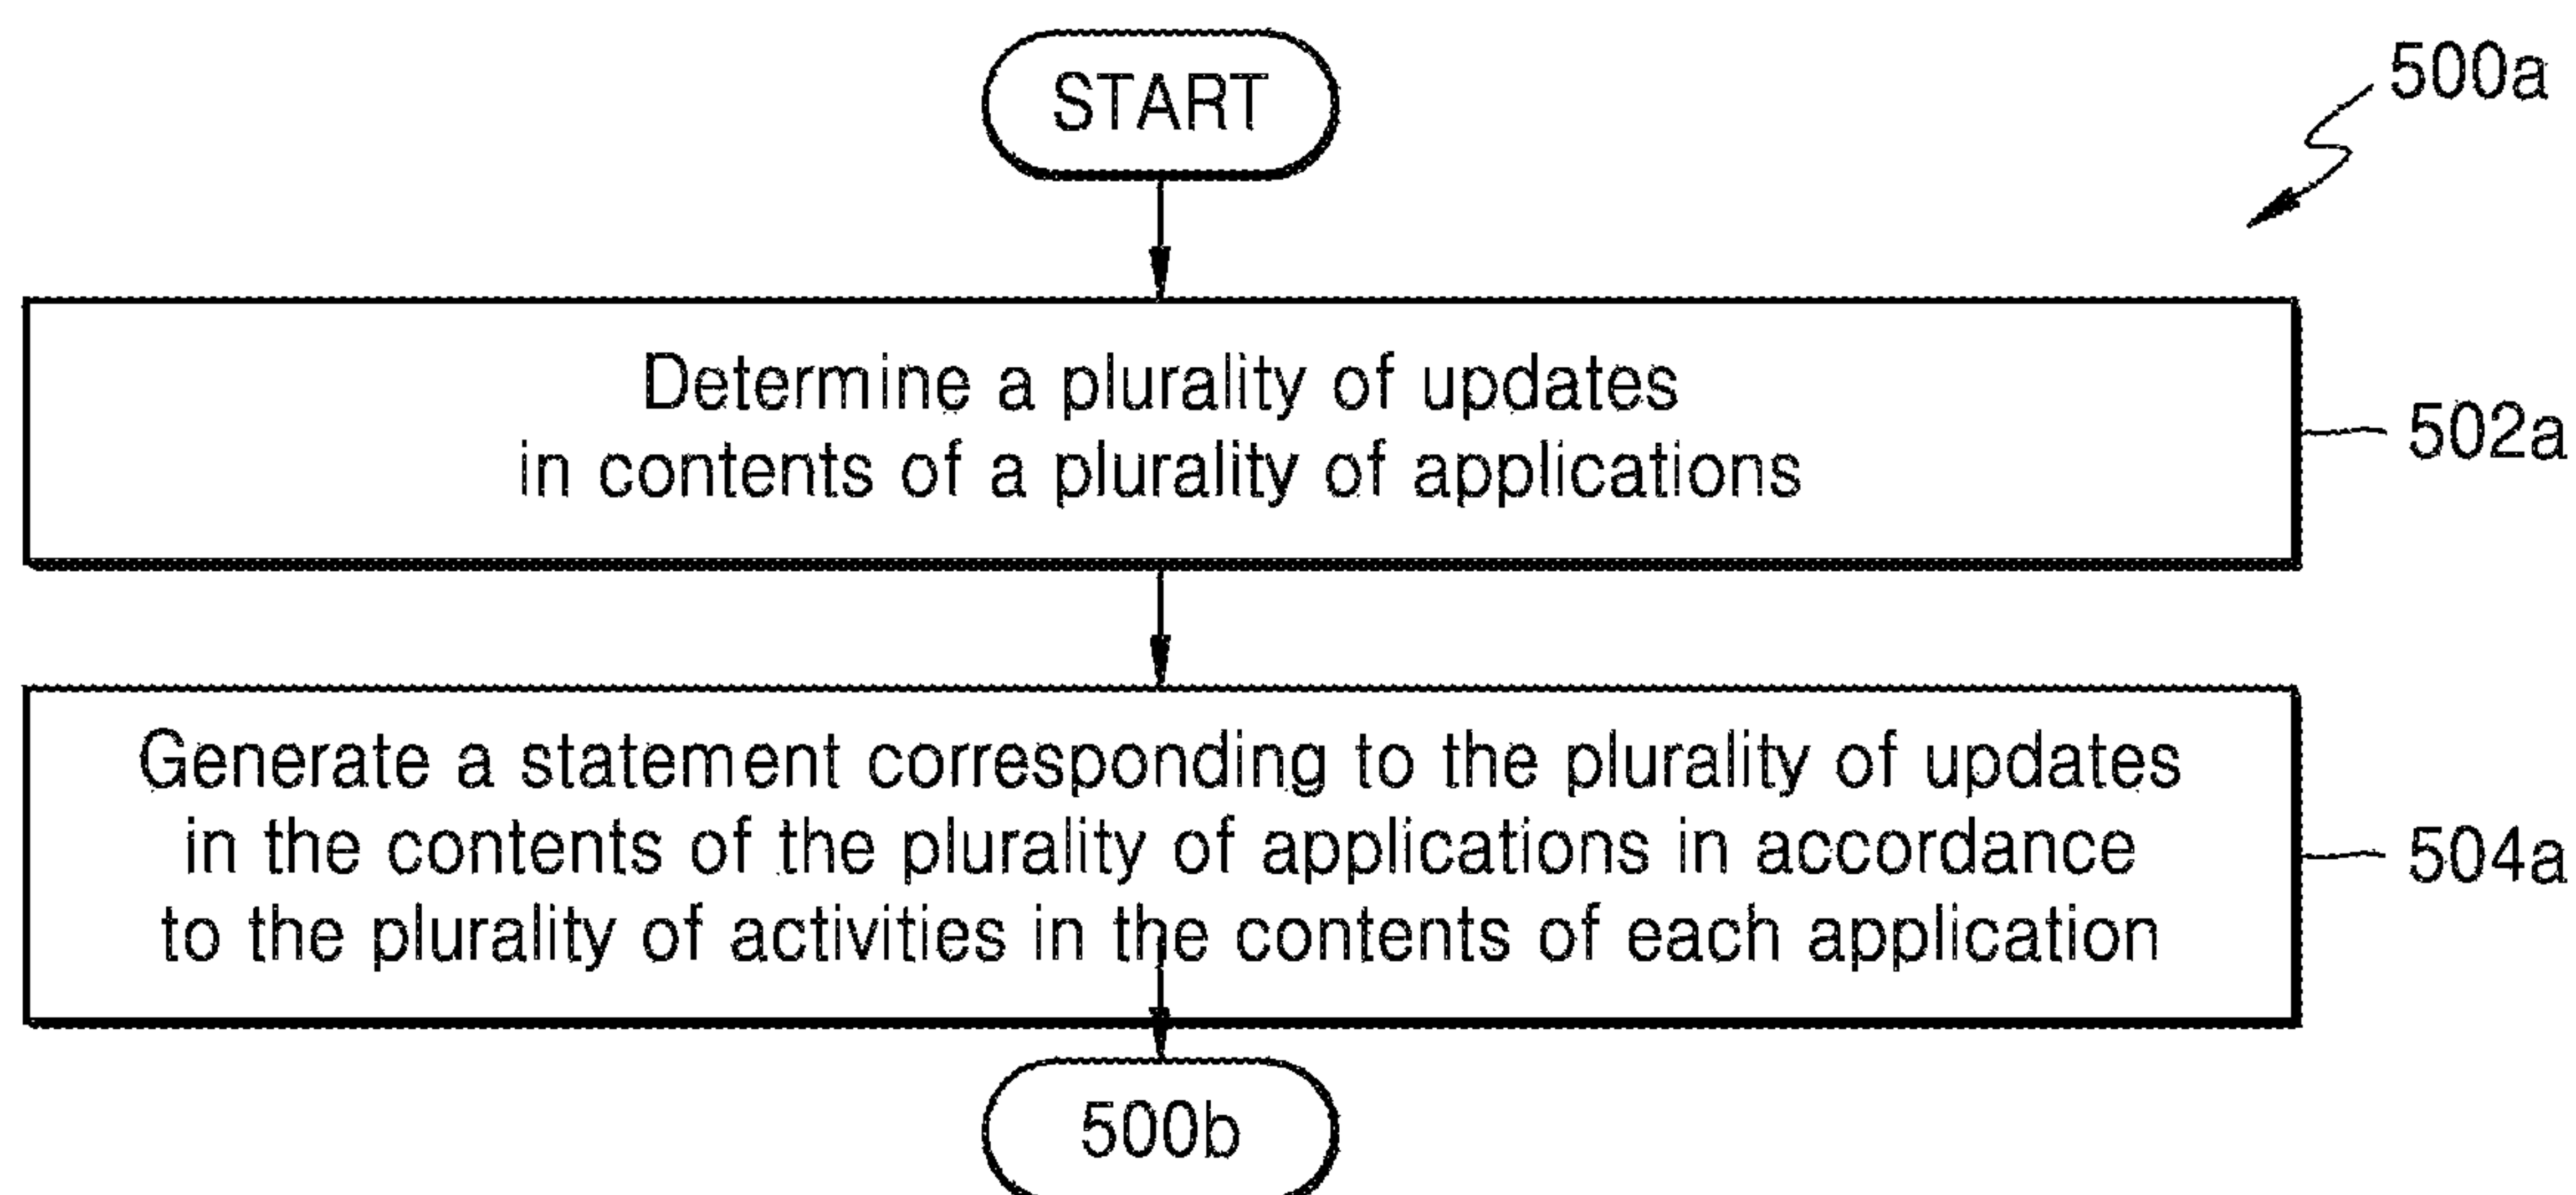 START
500a
Determine a plurality of updates
in contents of a plurality of applications
502a
Generate a statement corresponding to the plurality of updates
in the contents of the plurality of applications in accordance
to the plurality of activities in the contents of each application
504a
500b